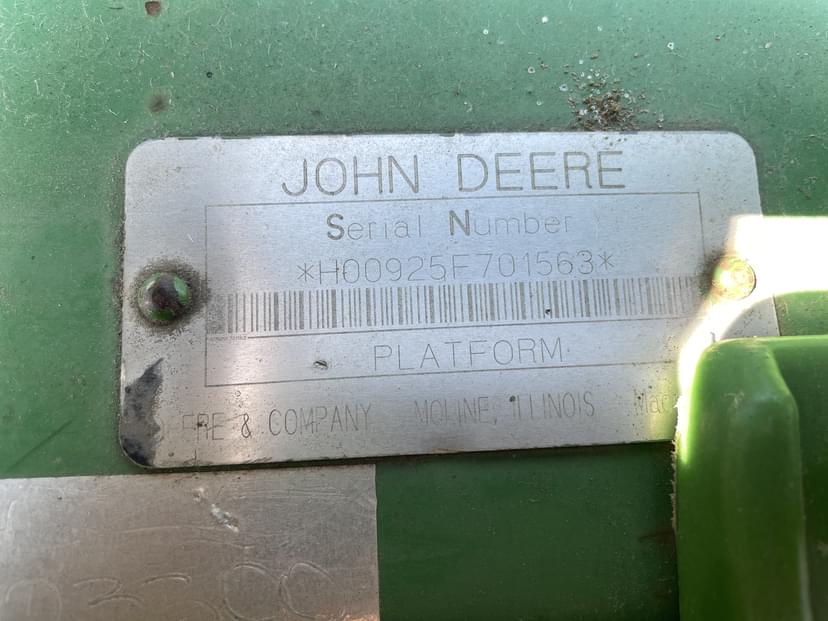 JOHN DEERE
Serial Number
*H00925F701563*
PLATFORM
& COMPANY MOLINE, ILLINOIS